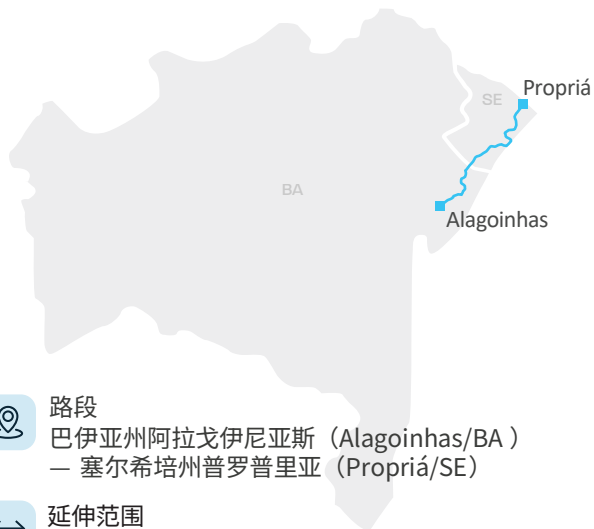 Propriá
SE
BA
Alagoinhas
路段
巴伊亚州阿拉戈伊尼亚斯（Alagoinhas/BA ）
— 塞尔希培州普罗普里亚（Propriá/SE）
延伸范围